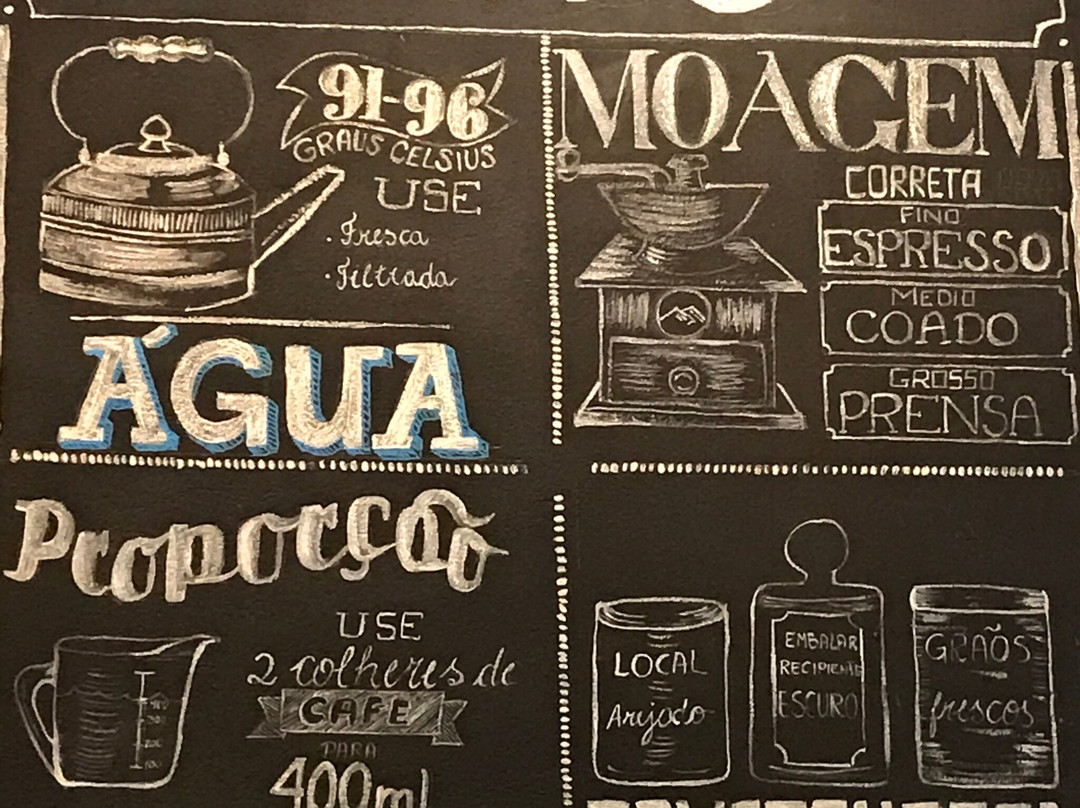 91-96
GRAUS CELSIUS
USE
· Fresca
· Filtrada
ÁGUA
MOAGEM
CORRETA
FINO
ESPRESSO
MEDIO
COADO
GROSSO
PRENSA
Proporção
USE
2 colheres de
CAFE
PARA
400ml
LOCAL
Arejado
EMBALAR
RECIPIENTE
ESCURO
GRAÕS
frescos